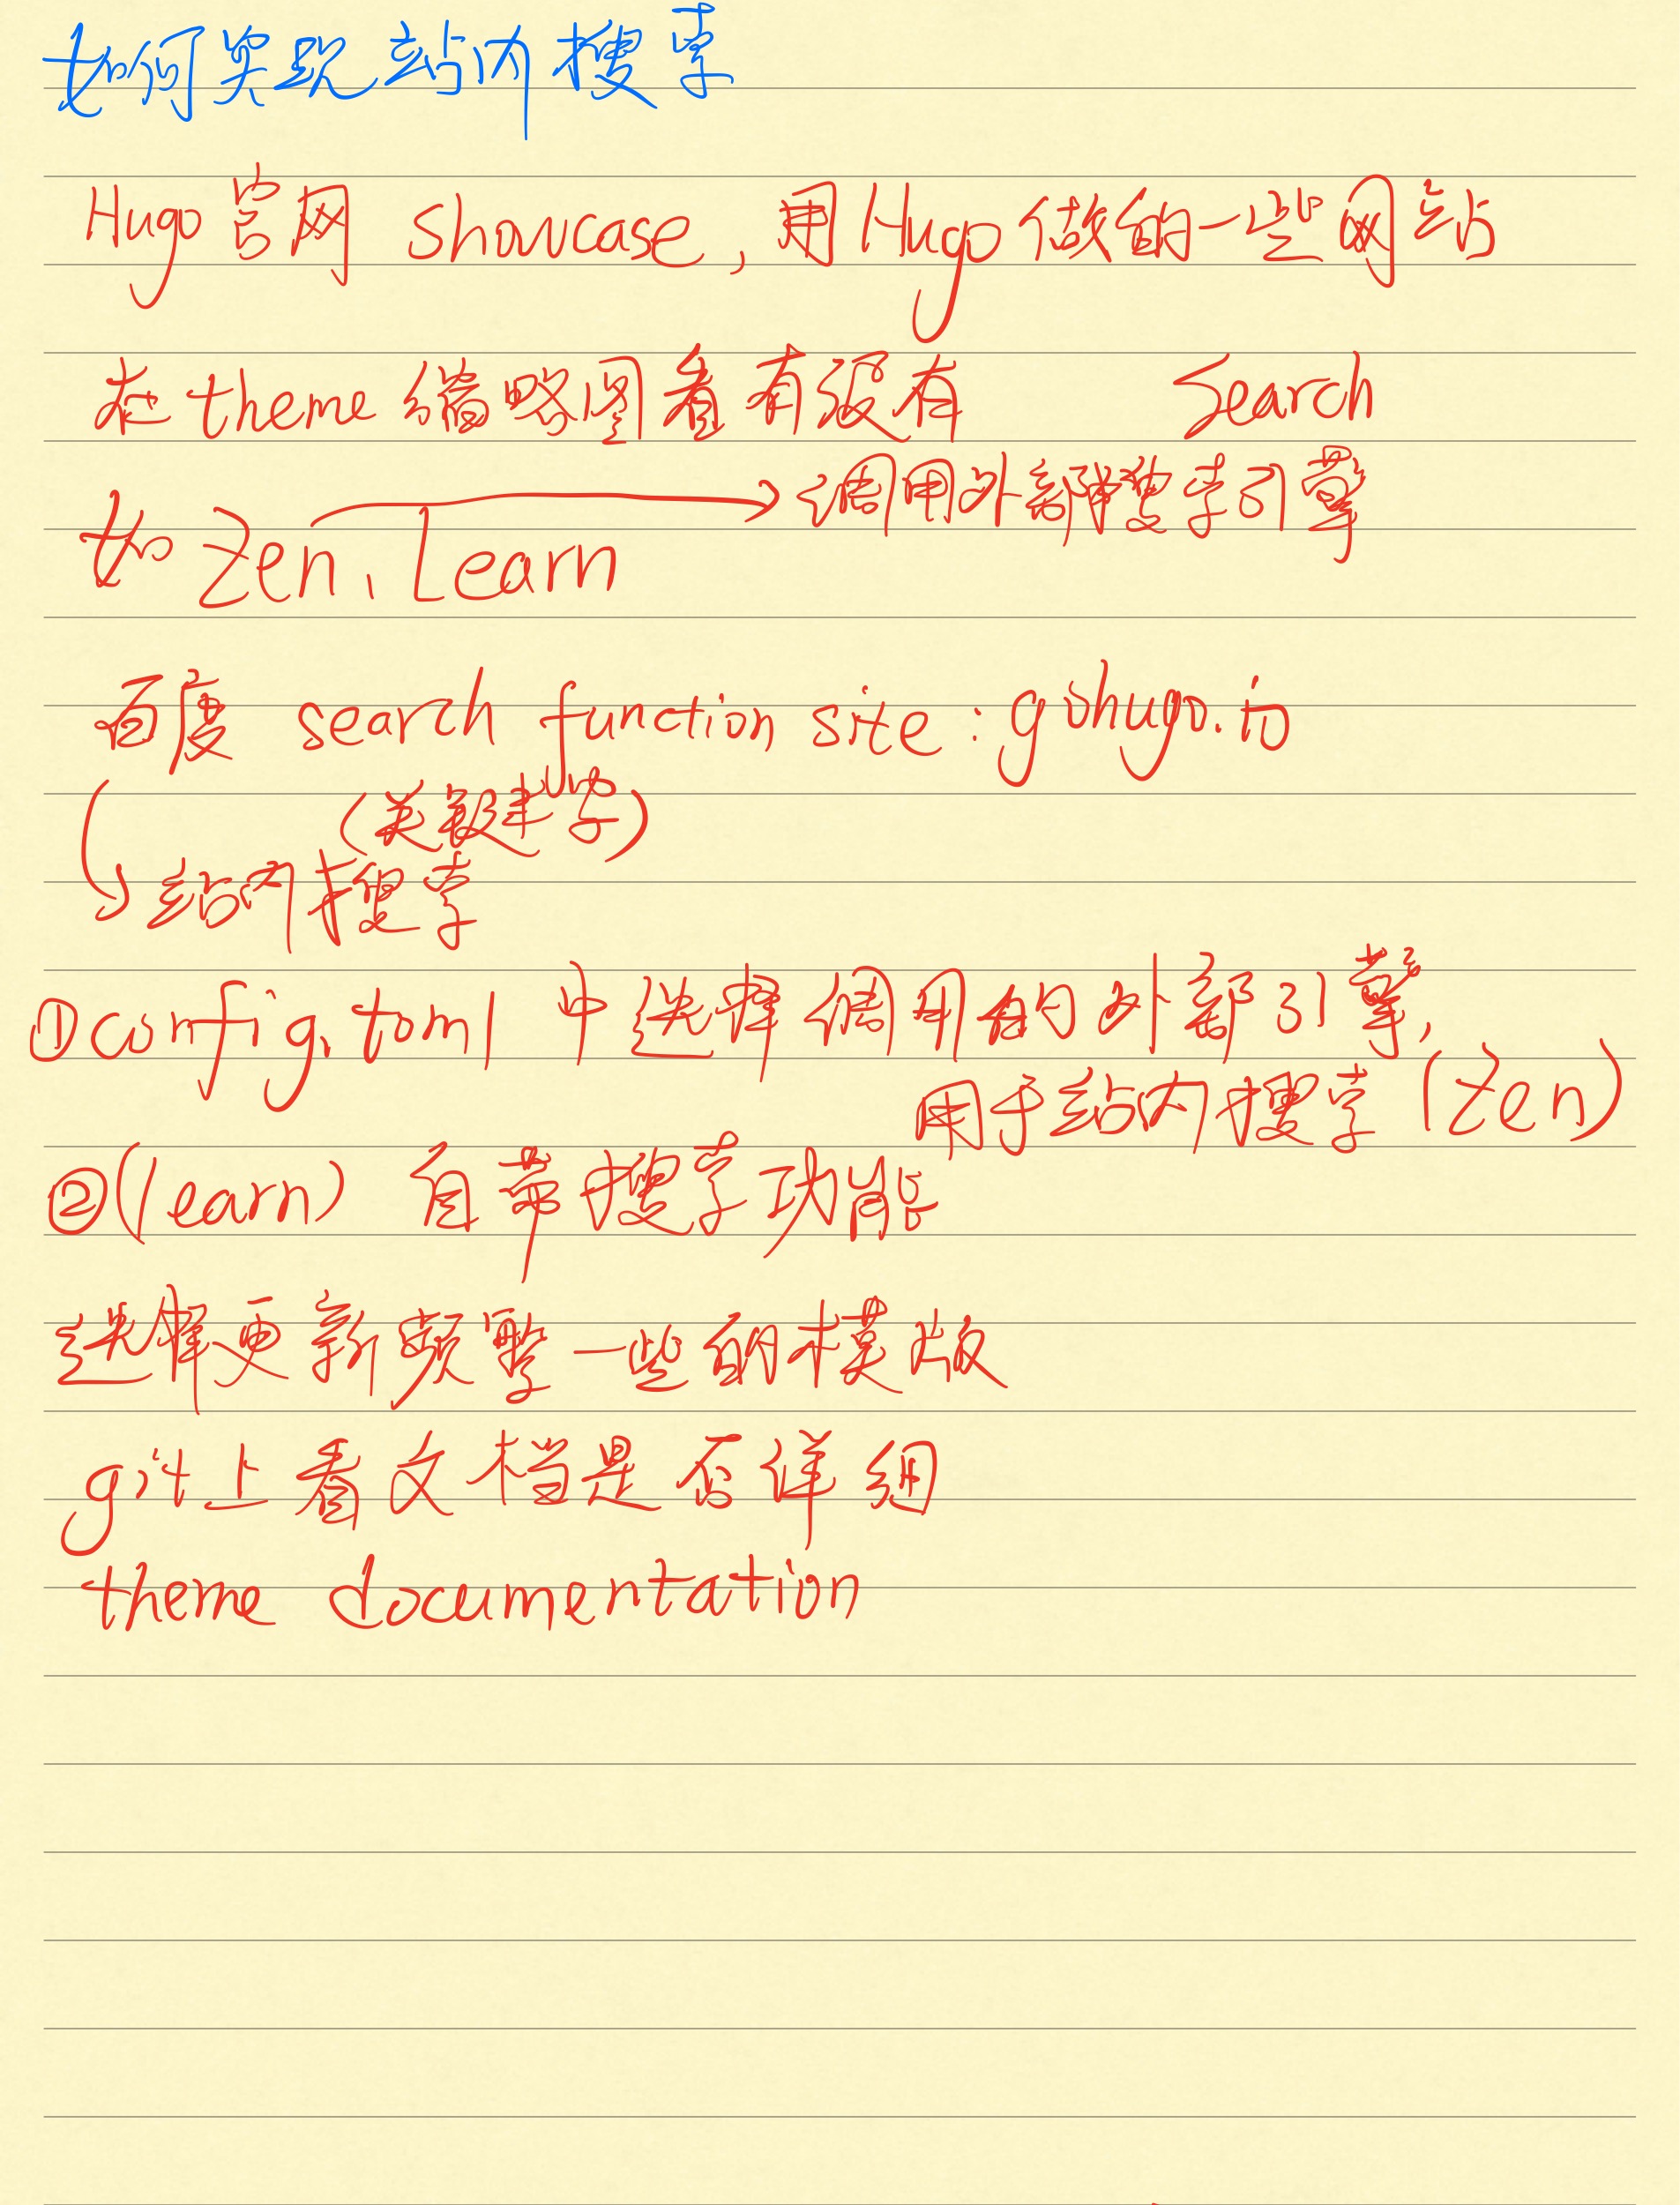 如何实现站内搜索
Hugo官网 showcase,用Hugo做的一些网站
在theme缩略图看有没有 Search
→调用外部搜索引擎
如Zen、Learn
百度 search function site:gohugo.io
(关键字)
站内搜索
①config.toml 中选择调用的外部引擎,
用于站内搜索(Zen)
②(learn) 自带搜索功能
选择更新频繁一些的模版
git上看文档是否详细
theme documentation